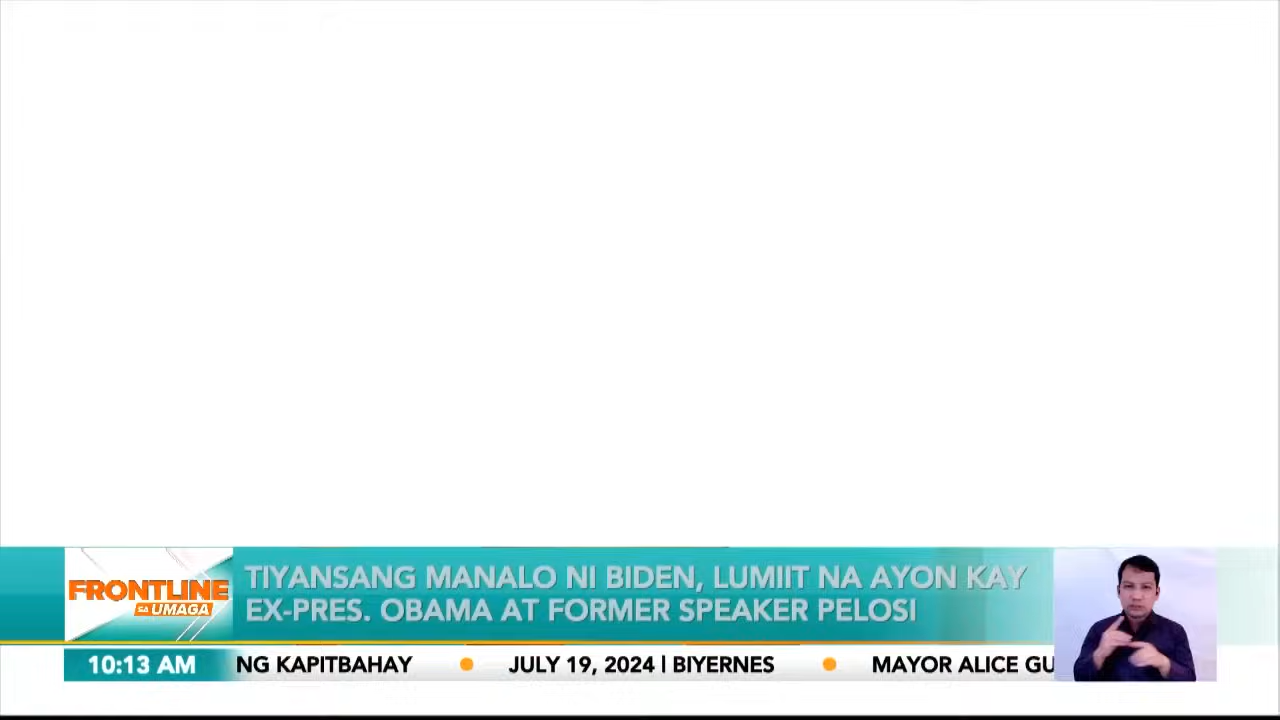 TIYANSANG MANALO NI BIDEN, LUMIIT NA AYON KAY
EX-PRES. OBAMA AT FORMER SPEAKER PELOSI
FRONTLINE
SA UMAGA
10:13 AM
NG KAPITBAHAY • JULY 19, 2024 | BIYERNES • MAYOR ALICE GU